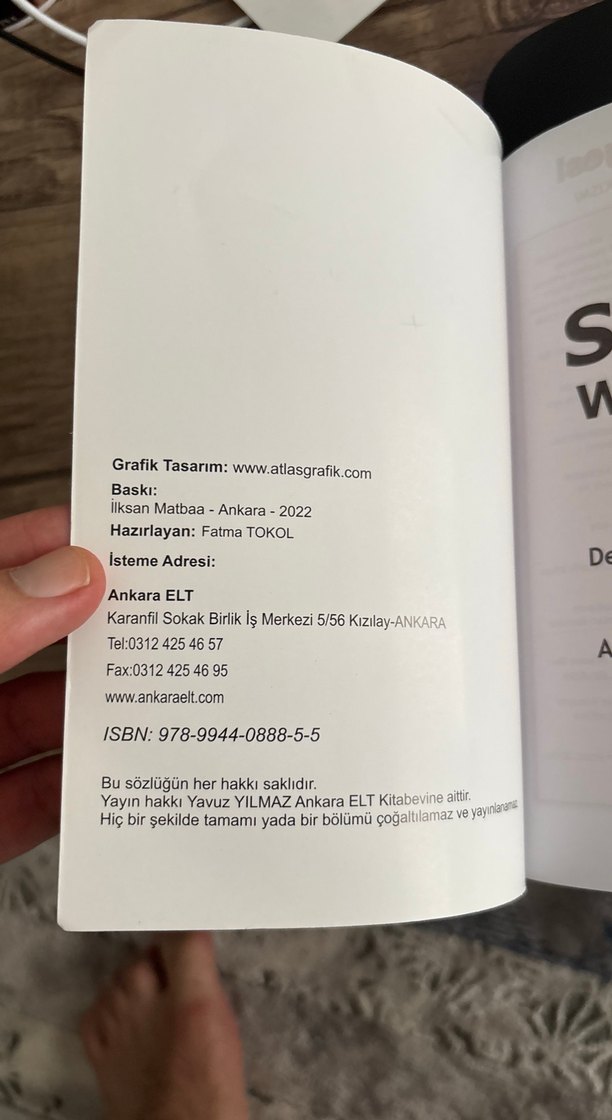 Grafik Tasarım: www.atlasgrafik.com
Baskı:
İlksan Matbaa - Ankara - 2022
Hazırlayan: Fatma TOKOL
İsteme Adresi:
Ankara ELT
Karanfil Sokak Birlik İş Merkezi 5/56 Kızılay-ANKARA
Tel:0312 425 46 57
Fax:0312 425 46 95
www.ankaraelt.com
ISBN: 978-9944-0888-5-5
Bu sözlüğün her hakkı saklıdır.
Yayın hakkı Yavuz YILMAZ Ankara ELT Kitabevine aittir.
Hiç bir şekilde tamamı yada bir bölümü çoğaltılamaz ve yayınlanamaz.